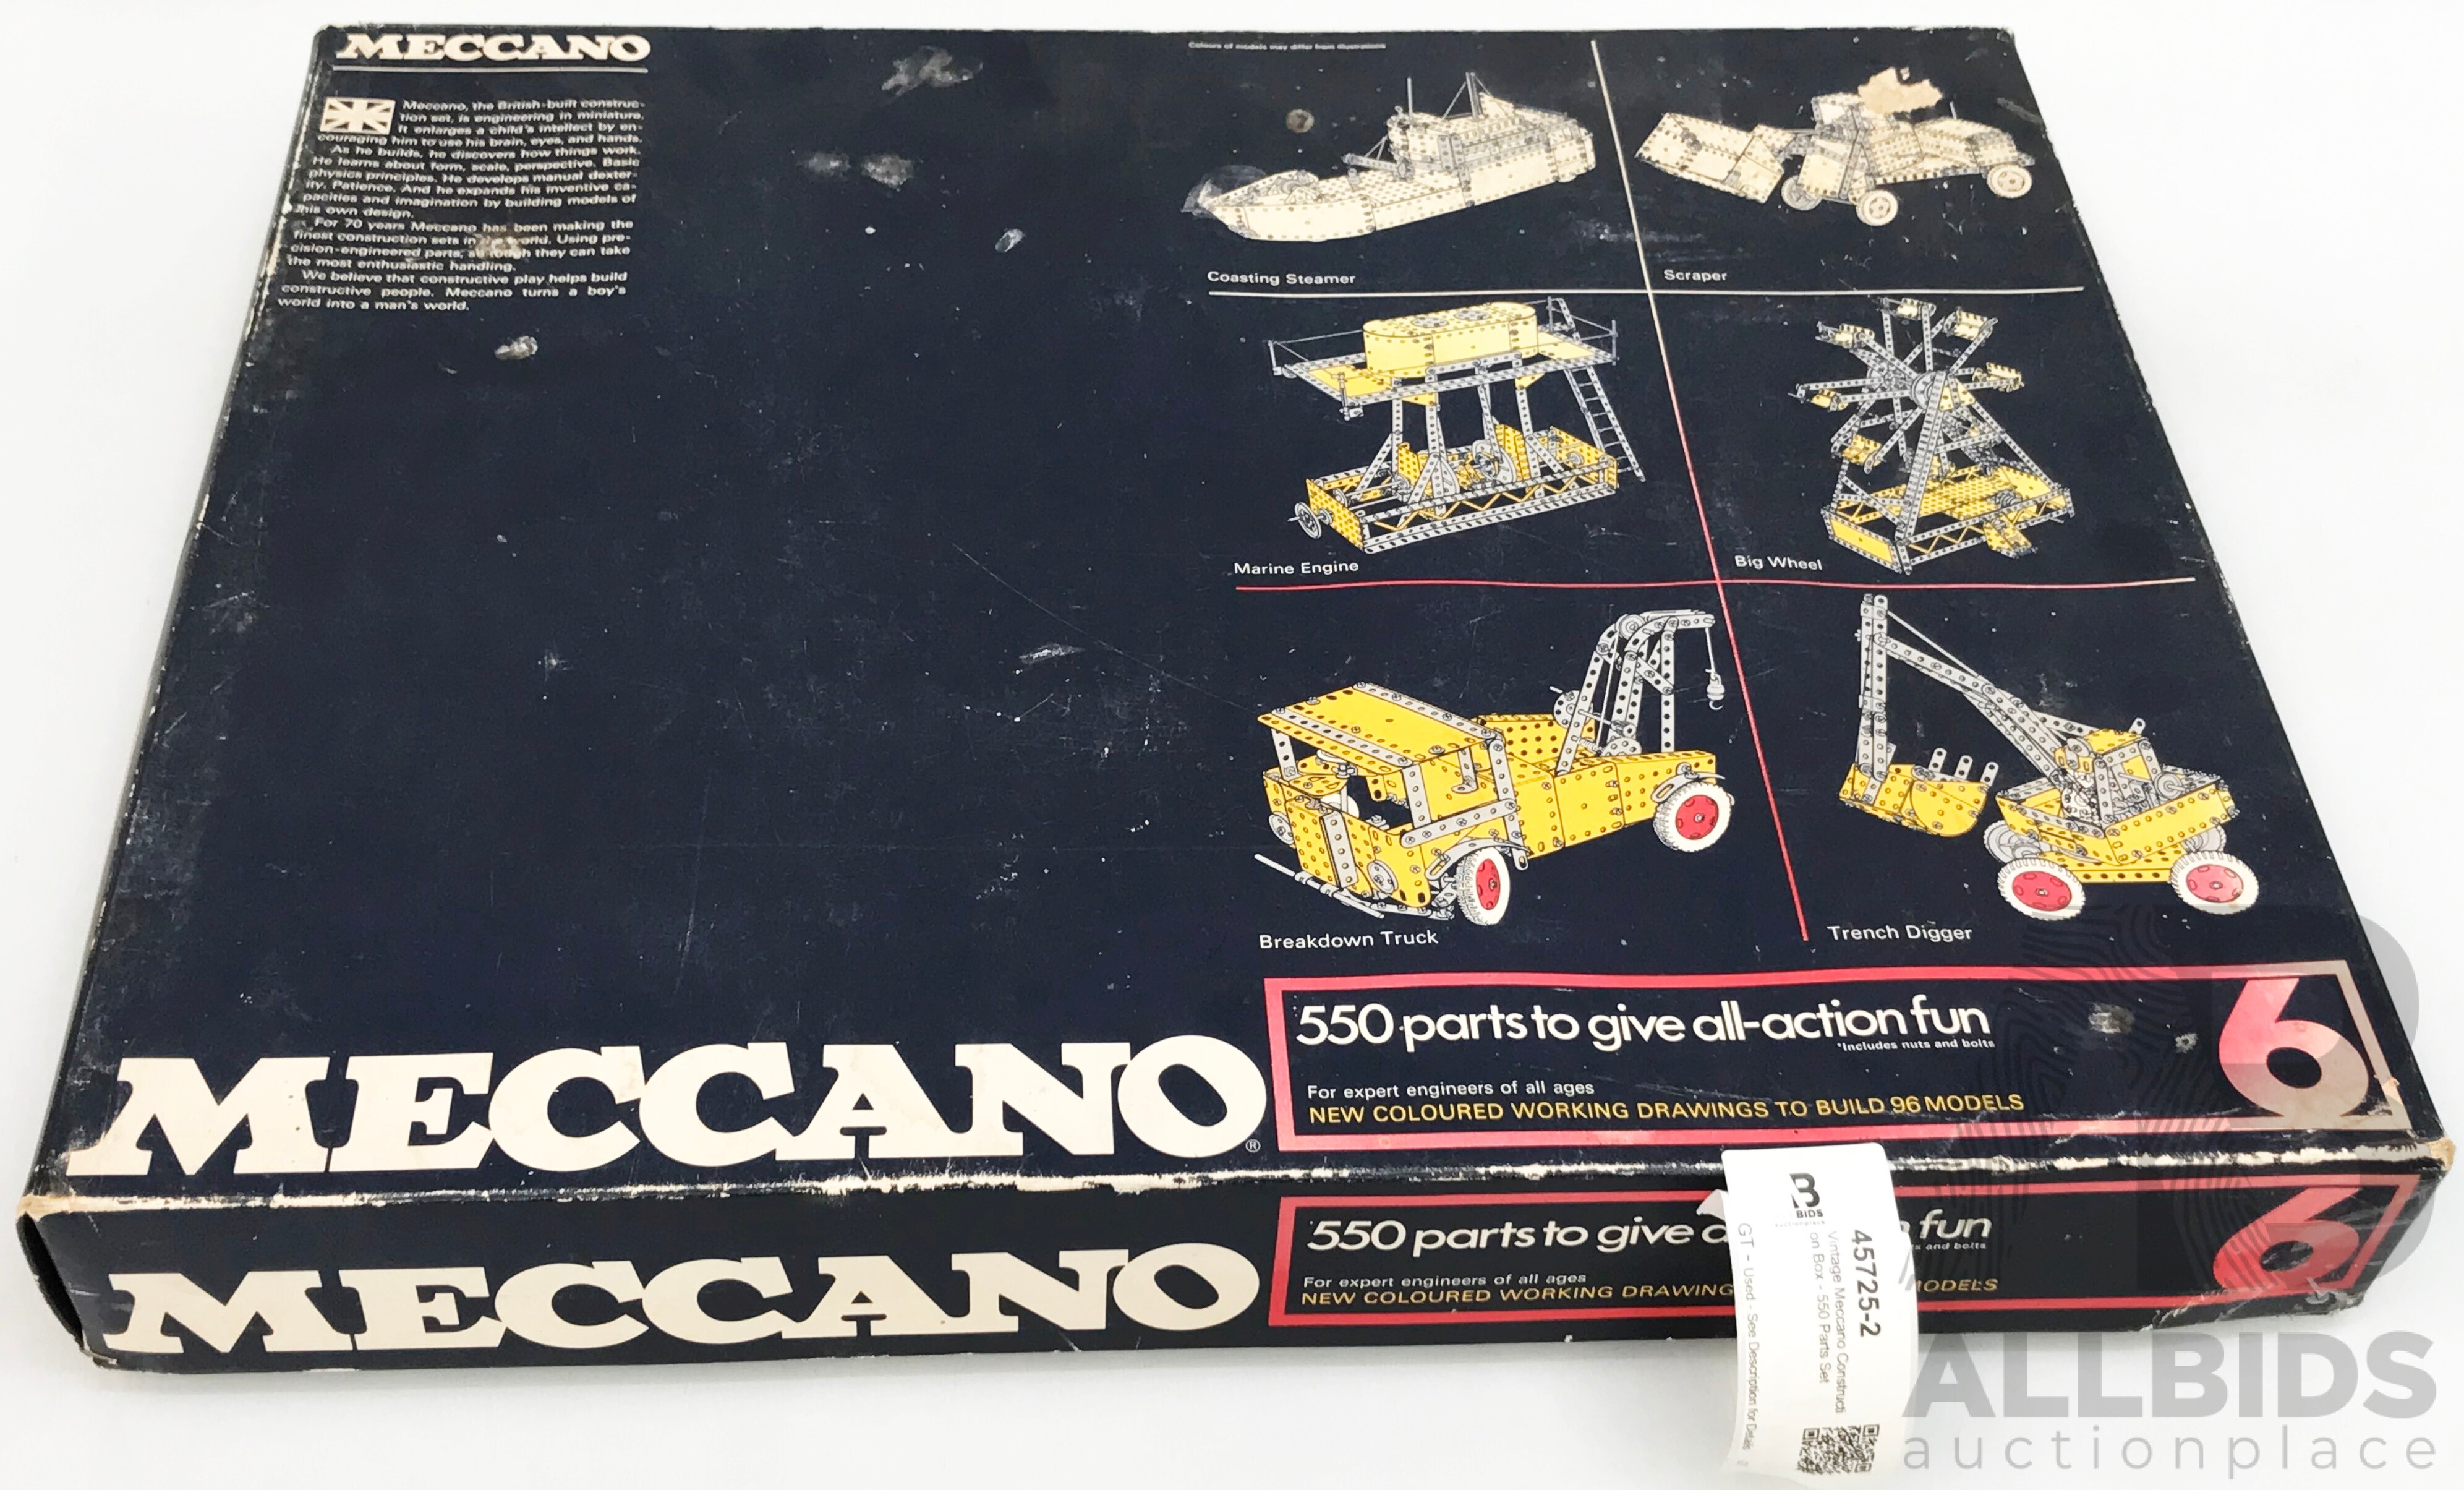 MECCANO
Meccano, the British-built construc-
tion set, is engineering in miniature.
It enlarges a child's intellect by en-
couraging him to use his brain, eyes, and hands.
As he builds, he discovers how things work.
He learns about form, scale, perspective. Basic
physics principles. He develops manual dexter-
ity. Patience. And he expands his inventive ca-
pacities and imagination by building models of
his own design.
For 70 years Meccano has been making the
finest construction sets in world. Using pre-
cision-engineered parts, so tough they can take
the most enthusiastic handling.
We believe that constructive play helps build
constructive people. Meccano turns a boy's
world into a man's world.
Colours of models may differ from illustrations
Coasting Steamer
Scraper
Marine Engine
Big Wheel
Breakdown Truck
Trench Digger
MECCANO®
550 parts to give all-action fun
*Includes nuts and bolts
For expert engineers of all ages
NEW COLOURED WORKING DRAWINGS TO BUILD 96 MODELS
6
MECCANO
550 parts to give a fun
and bolts
For expert engineers of all ages
NEW COLOURED WORKING DRAWING ODELS
6
BIDS
45725-2
Vintage Meccano Constructi
on Box - 550 Parts Set
GT - Used - See Description for Details
ALLBIDS
auctionplace